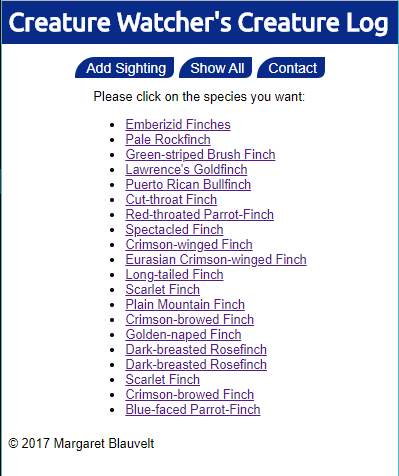 Creature Watcher's Creature Log
Add Sighting Show All Contact
Please click on the species you want:
Emberizid Finches
Pale Rockfinch
Green-striped Brush Finch
Lawrence's Goldfinch
Puerto Rican Bullfinch
Cut-throat Finch
Red-throated Parrot-Finch
Spectacled Finch
Crimson-winged Finch
Eurasian Crimson-winged Finch
Long-tailed Finch
Scarlet Finch
Plain Mountain Finch
Crimson-browed Finch
Golden-naped Finch
Dark-breasted Rosefinch
Dark-breasted Rosefinch
Scarlet Finch
Crimson-browed Finch
Blue-faced Parrot-Finch
© 2017 Margaret Blauvelt